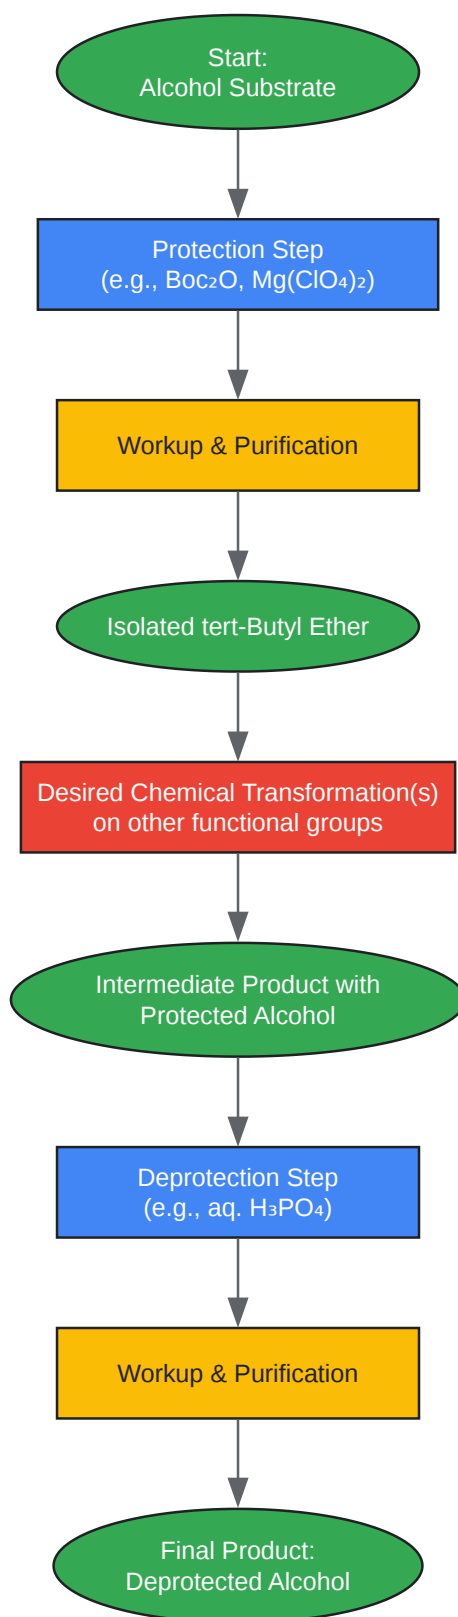 Start:
Alcohol Substrate
Protection Step
(e.g., Boc₂O, Mg(ClO₄)₂)
Workup & Purification
Isolated tert-Butyl Ether
Desired Chemical Transformation(s)
on other functional groups
Intermediate Product with
Protected Alcohol
Deprotection Step
(e.g., aq. H₃PO₄)
Workup & Purification
Final Product:
Deprotected Alcohol